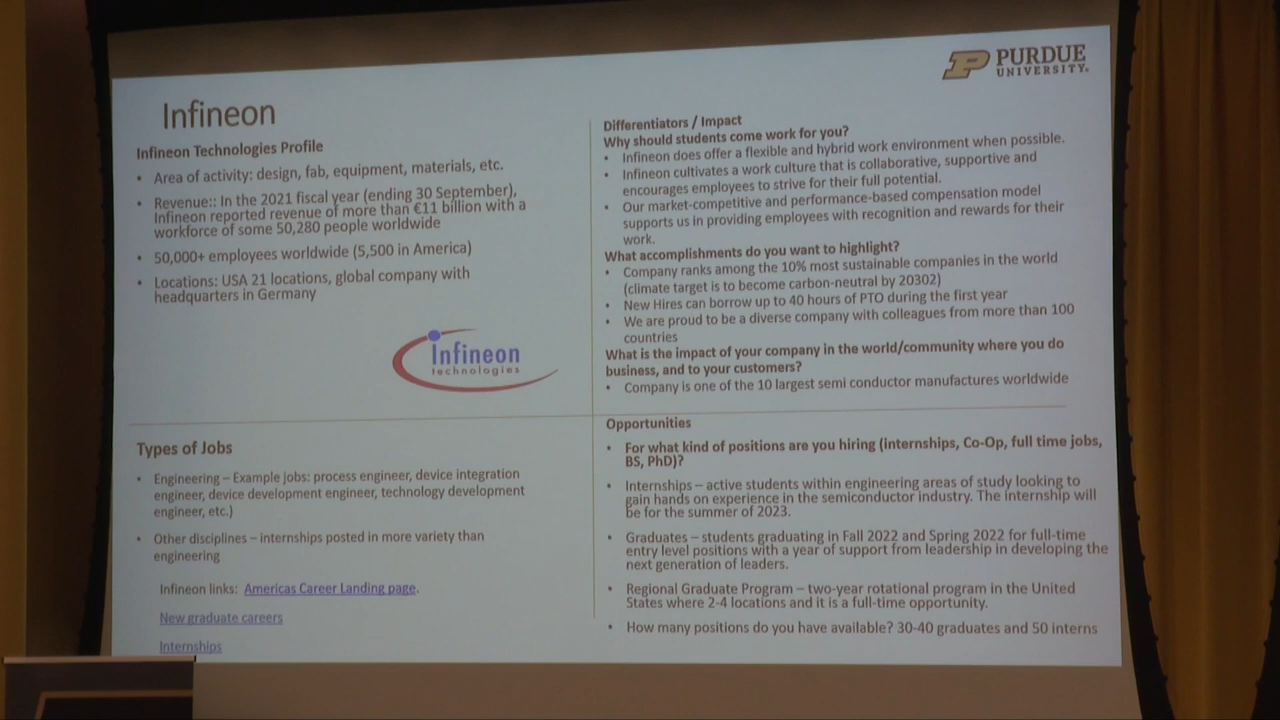 PURDUE
UNIVERSITY®
Infineon
Infineon Technologies Profile
• Area of activity: design, fab, equipment, materials, etc.
• Revenue:: In the 2021 fiscal year (ending 30 September),
Infineon reported revenue of more than €11 billion with a
workforce of some 50,280 people worldwide
• 50,000+ employees worldwide (5,500 in America)
• Locations: USA 21 locations, global company with
headquarters in Germany
Infineon
technologies
Differentiators / Impact
Why should students come work for you?
• Infineon does offer a flexible and hybrid work environment when possible.
• Infineon cultivates a work culture that is collaborative, supportive and
encourages employees to strive for their full potential.
• Our market-competitive and performance-based compensation model
supports us in providing employees with recognition and rewards for their
work.
What accomplishments do you want to highlight?
• Company ranks among the 10% most sustainable companies in the world
(climate target is to become carbon-neutral by 20302)
• New Hires can borrow up to 40 hours of PTO during the first year
• We are proud to be a diverse company with colleagues from more than 100
countries
What is the impact of your company in the world/community where you do
business, and to your customers?
• Company is one of the 10 largest semi conductor manufactures worldwide
Types of Jobs
• Engineering – Example jobs: process engineer, device integration
engineer, device development engineer, technology development
engineer, etc.)
• Other disciplines – internships posted in more variety than
engineering
Infineon links: Americas Career Landing page.
New graduate careers
Internships
Opportunities
• For what kind of positions are you hiring (internships, Co-Op, full time jobs,
BS, PhD)?
• Internships – active students within engineering areas of study looking to
gain hands on experience in the semiconductor industry. The internship will
be for the summer of 2023.
• Graduates – students graduating in Fall 2022 and Spring 2022 for full-time
entry level positions with a year of support from leadership in developing the
next generation of leaders.
• Regional Graduate Program – two-year rotational program in the United
States where 2-4 locations and it is a full-time opportunity.
• How many positions do you have available? 30-40 graduates and 50 interns